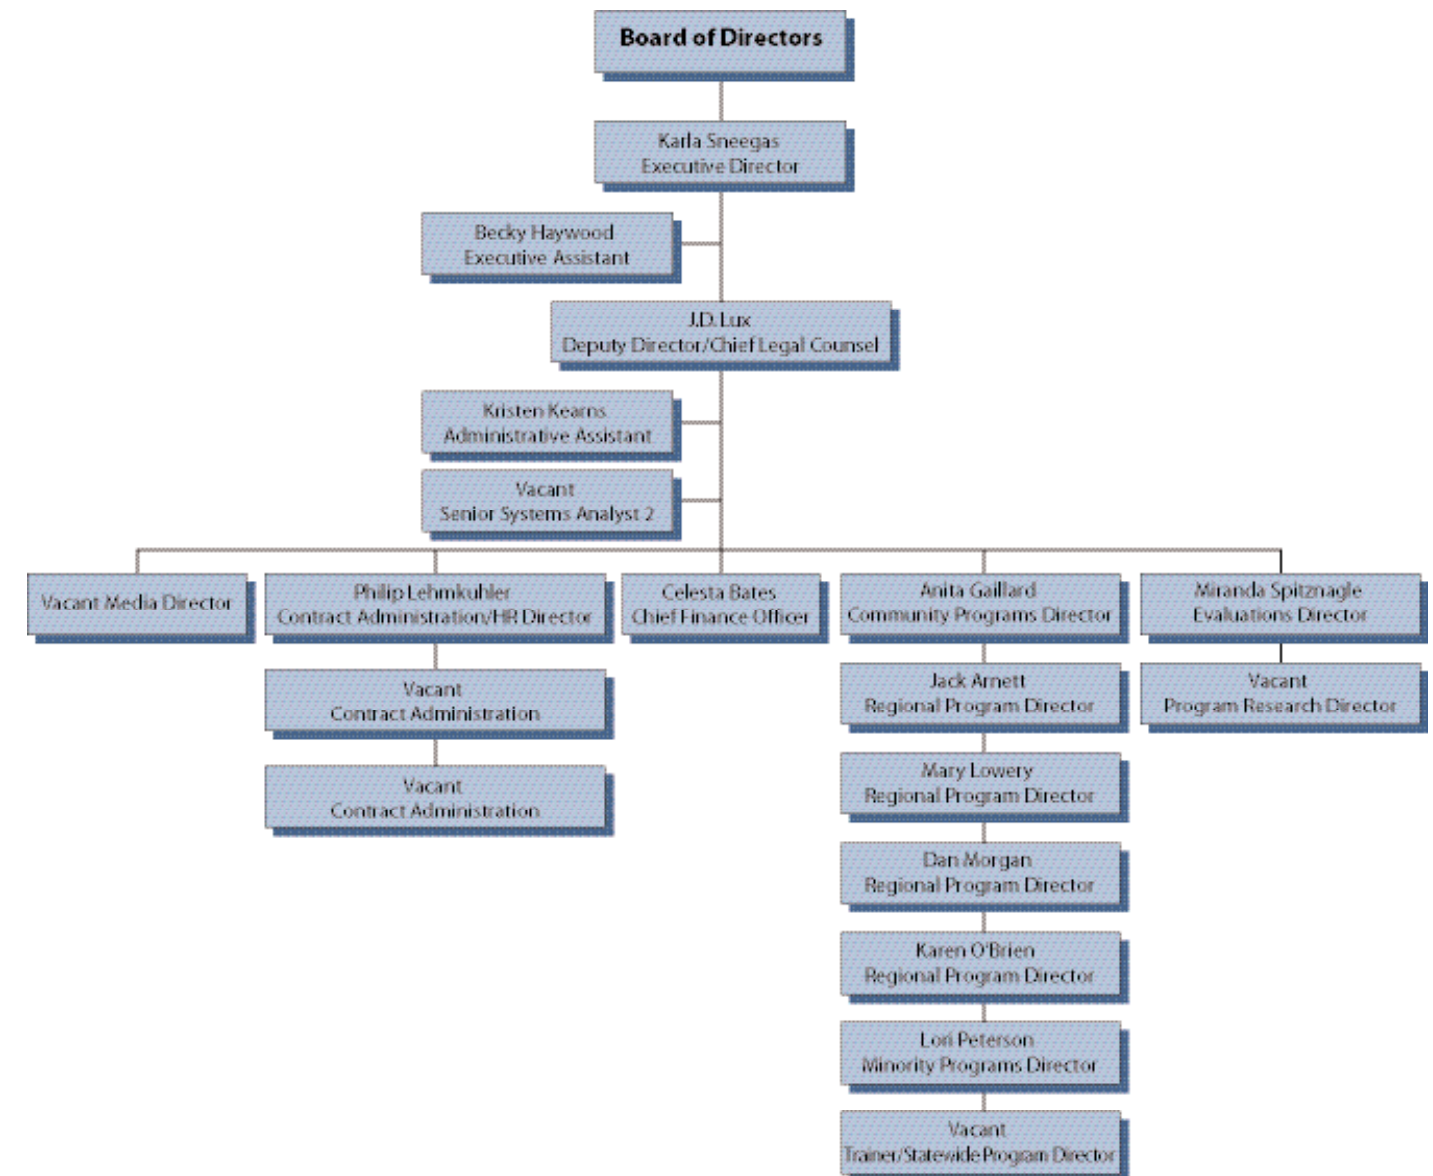 Board of Directors
Karla Sneegas
Executive Director
Becky Haywood
Executive Assistant
J.D. Lux
Deputy Director/Chief Legal Counsel
Kristen Kearns
Administrative Assistant
Vacant
Senior Systems Analyst 2
Vacant Media Director
Philip Lehmkuhler
Contract Administration/HR Director
Celesta Bates
Chief Finance Officer
Anita Gaillard
Community Programs Director
Miranda Spitznagle
Evaluations Director
Vacant
Contract Administration
Vacant
Contract Administration
Jack Arnett
Regional Program Director
Mary Lowery
Regional Program Director
Dan Morgan
Regional Program Director
Karen O'Brien
Regional Program Director
Lori Peterson
Minority Programs Director
Vacant
Trainer/Statewide Program Director
Vacant
Program Research Director